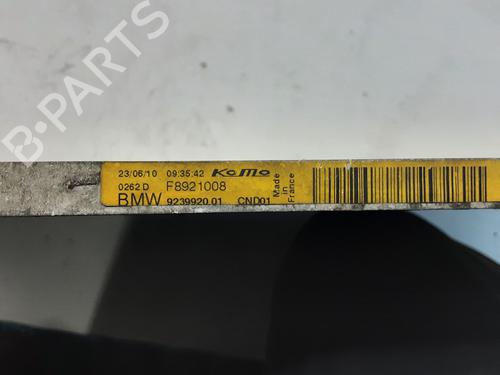 B-PARTS
23/06/10 09:35:42 KoMo
0262 D F8921008
BMW 9239920 01 CND01
Made in France